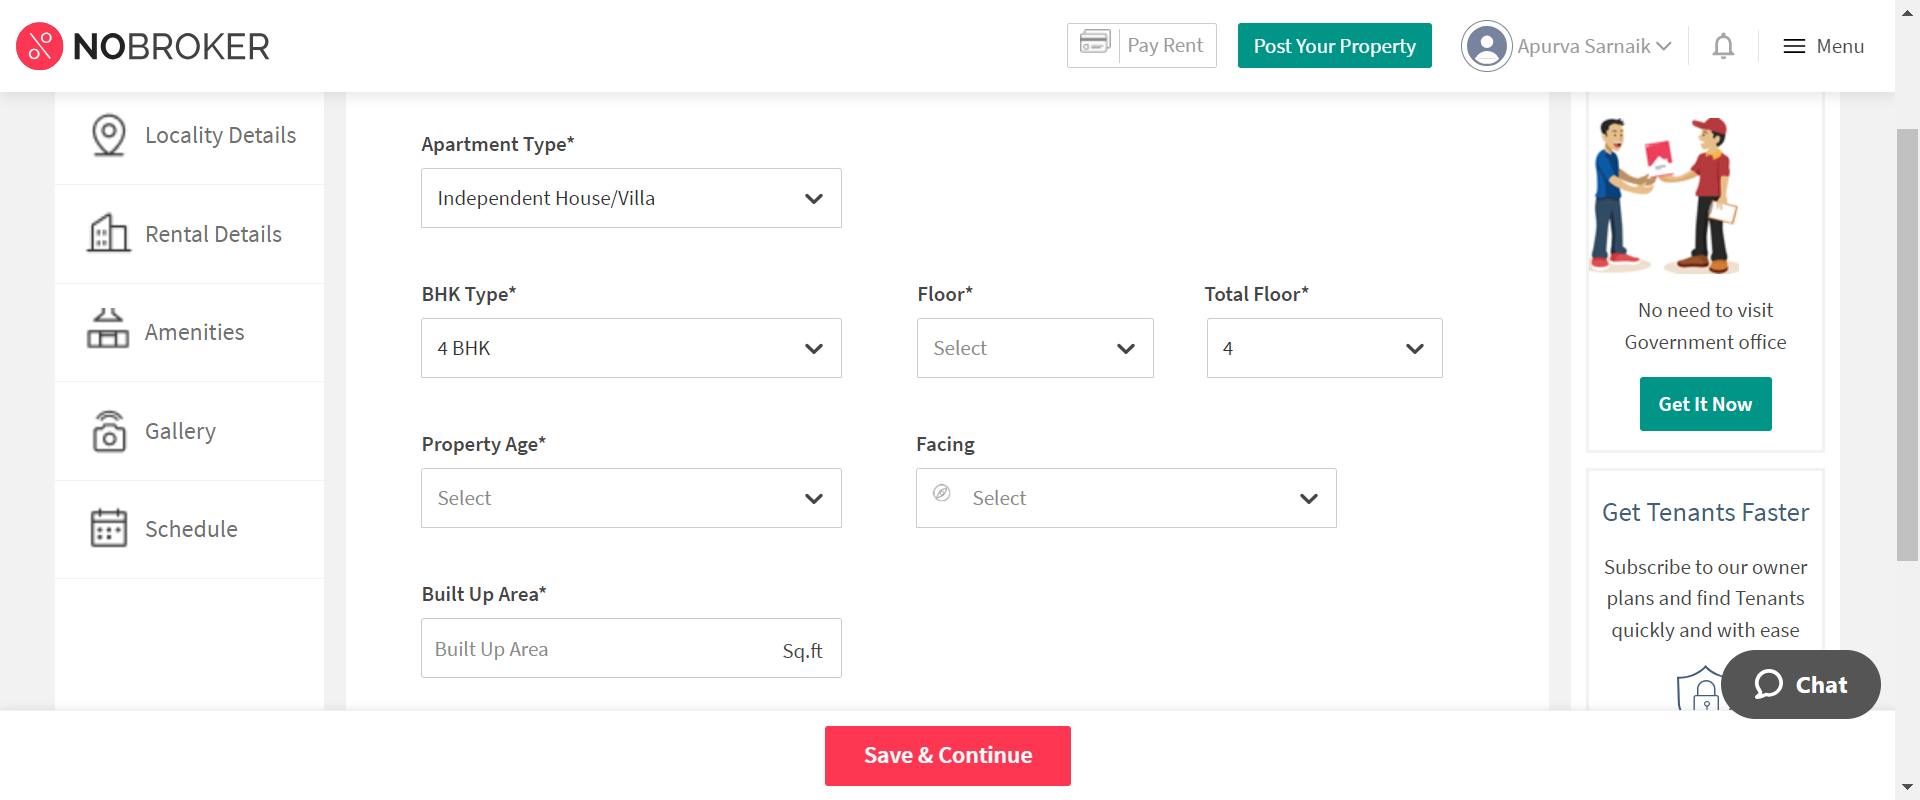 NOBROKER
Pay Rent
Post Your Property
Apurva Sarnaik
Menu
Locality Details
Rental Details
Amenities
Gallery
Schedule
Apartment Type*
Independent House/Villa
BHK Type*
4 BHK
Floor*
Select
Total Floor*
4
Property Age*
Select
Facing
Select
Built Up Area*
Built Up Area
Sq.ft
Save & Continue
No need to visit
Government office
Get It Now
Get Tenants Faster
Subscribe to our owner
plans and find Tenants
quickly and with ease
Chat